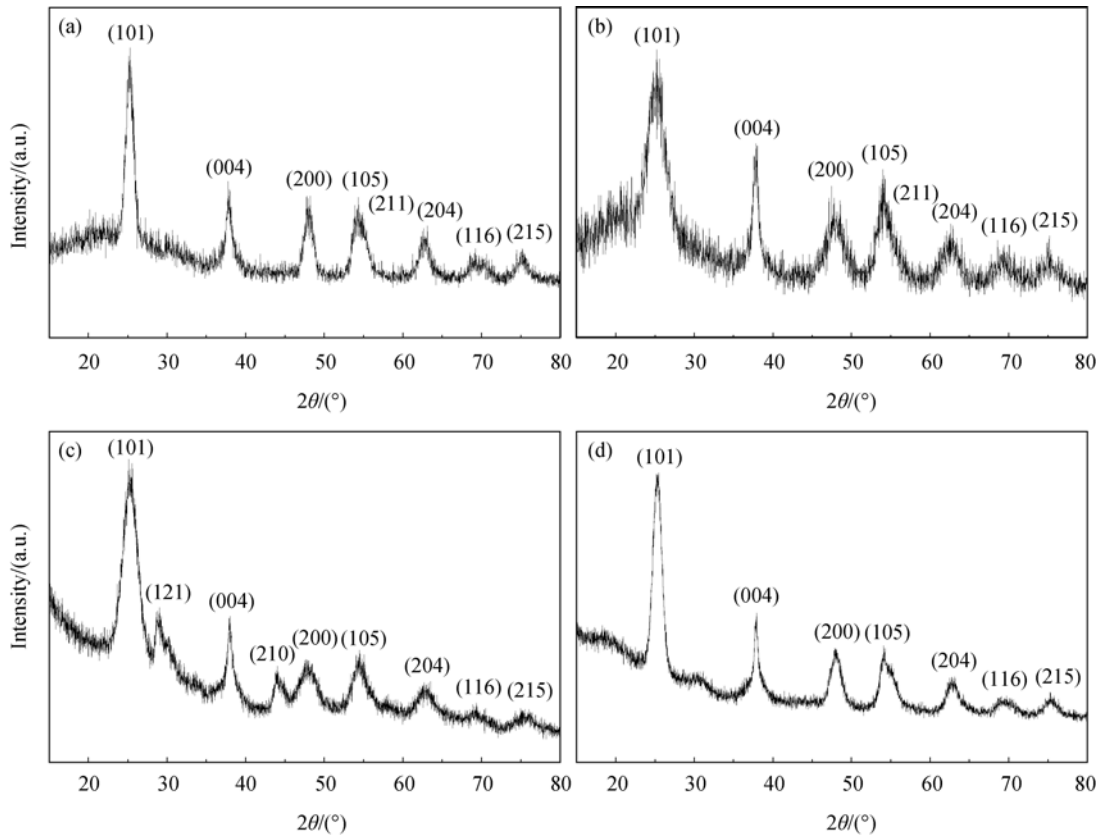 (a)
(101)
(004)
(200)
(105)
(211)
(204)
(116)
(215)
Intensity/(a.u.)
20 30 40 50 60 70 80
2θ/(°)
(b)
(101)
(004)
(200)
(105)
(211)
(204)
(116)
(215)
20 30 40 50 60 70 80
2θ/(°)
(c)
(101)
(121)
(004)
(210)
(200)
(105)
(204)
(116)
(215)
Intensity/(a.u.)
20 30 40 50 60 70 80
2θ/(°)
(d)
(101)
(004)
(200)
(105)
(204)
(116)
(215)
20 30 40 50 60 70 80
2θ/(°)